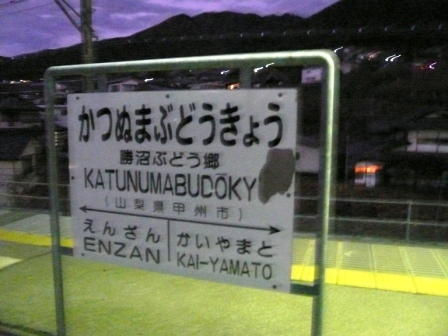 かつぬまぶどうきょう
勝沼ぶどう郷
KATUNUMABUDŌKY
(山梨県甲州市)
えんざん かいやまと
ENZAN KAI-YAMATO